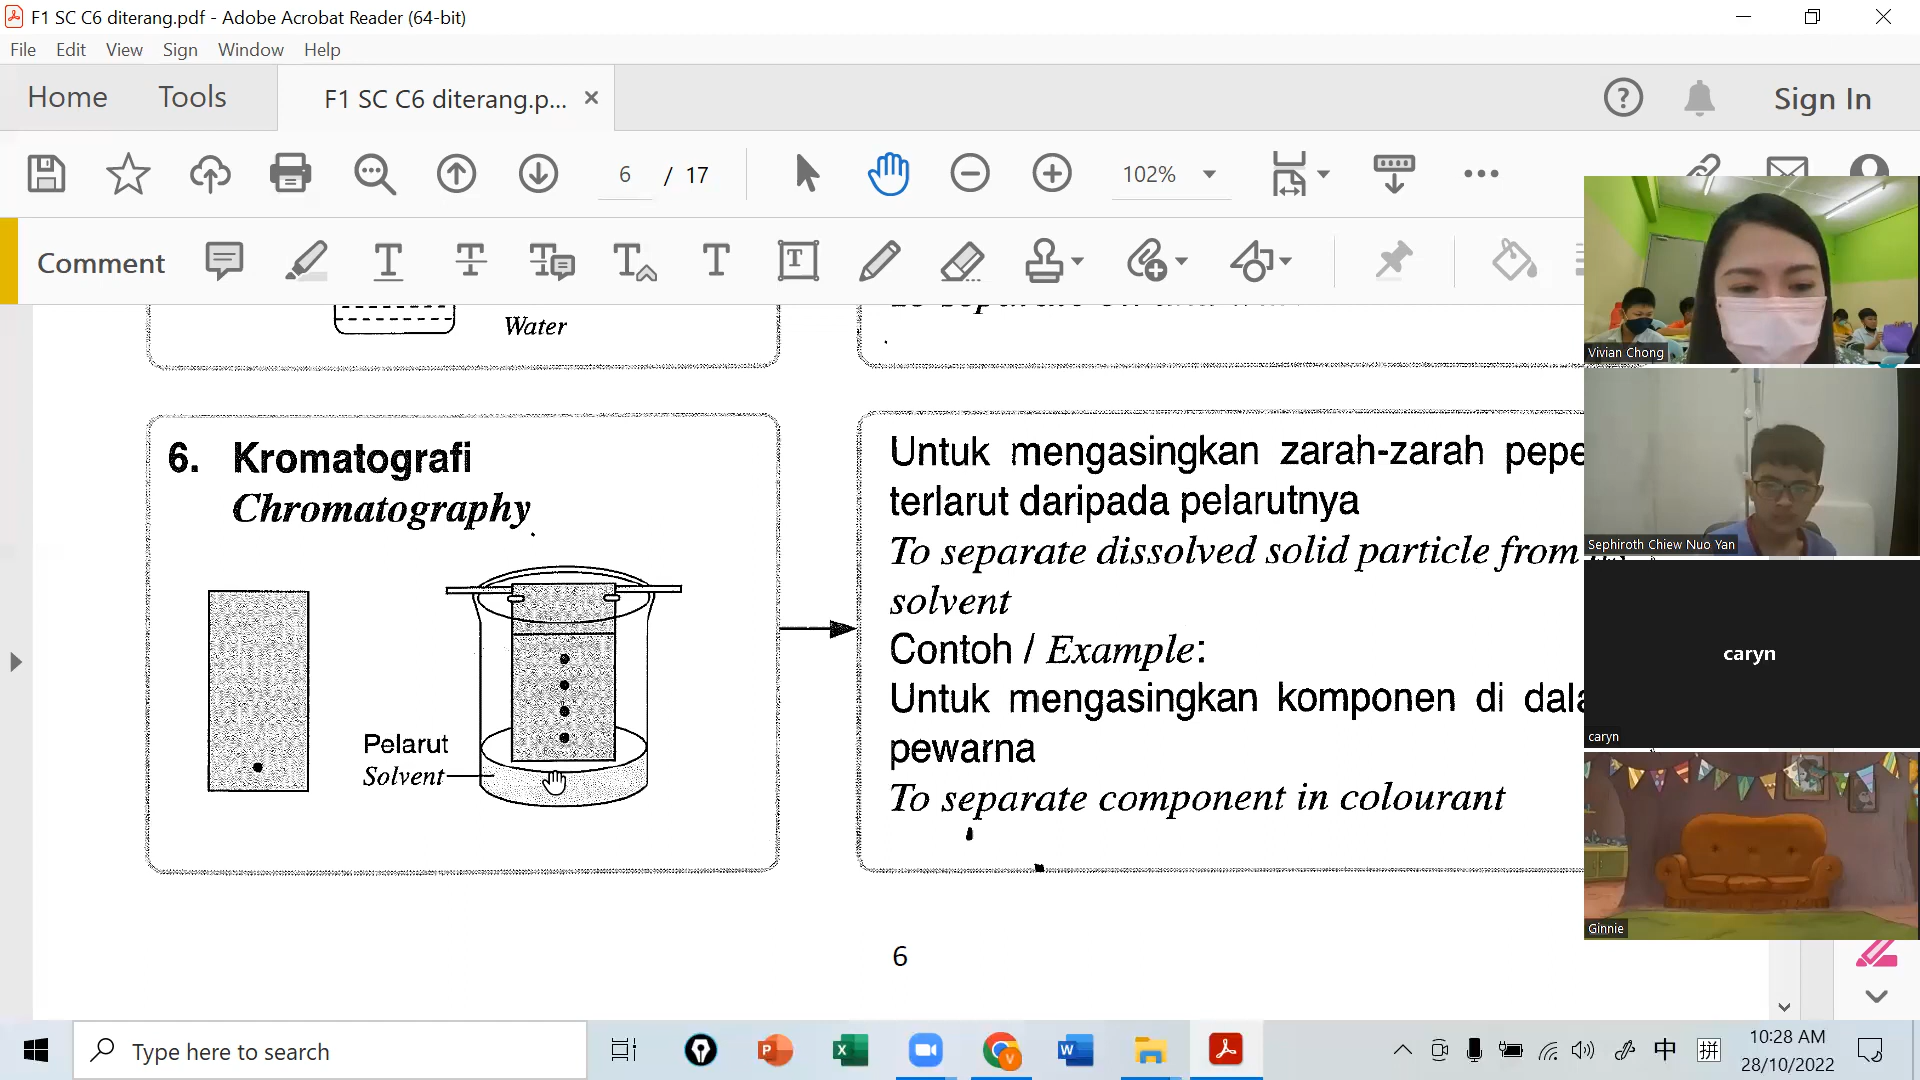 F1 SC C6 diterang.pdf - Adobe Acrobat Reader (64-bit)
File Edit View Sign Window Help
Home Tools F1 SC C6 diterang.p... Sign In
6 / 17 102%
Comment
Water
6. Kromatografi
Chromatography
Pelarut
Solvent
Untuk mengasingkan zarah-zarah pepe
terlarut daripada pelarutnya
To separate dissolved solid particle from
solvent
Contoh / Example:
Untuk mengasingkan komponen di dala
pewarna
To separate component in colourant
6
Vivian Chong
Sephiroth Chiew Nuo Yan
caryn
caryn
Ginnie
Type here to search
中 拼
10:28 AM
28/10/2022